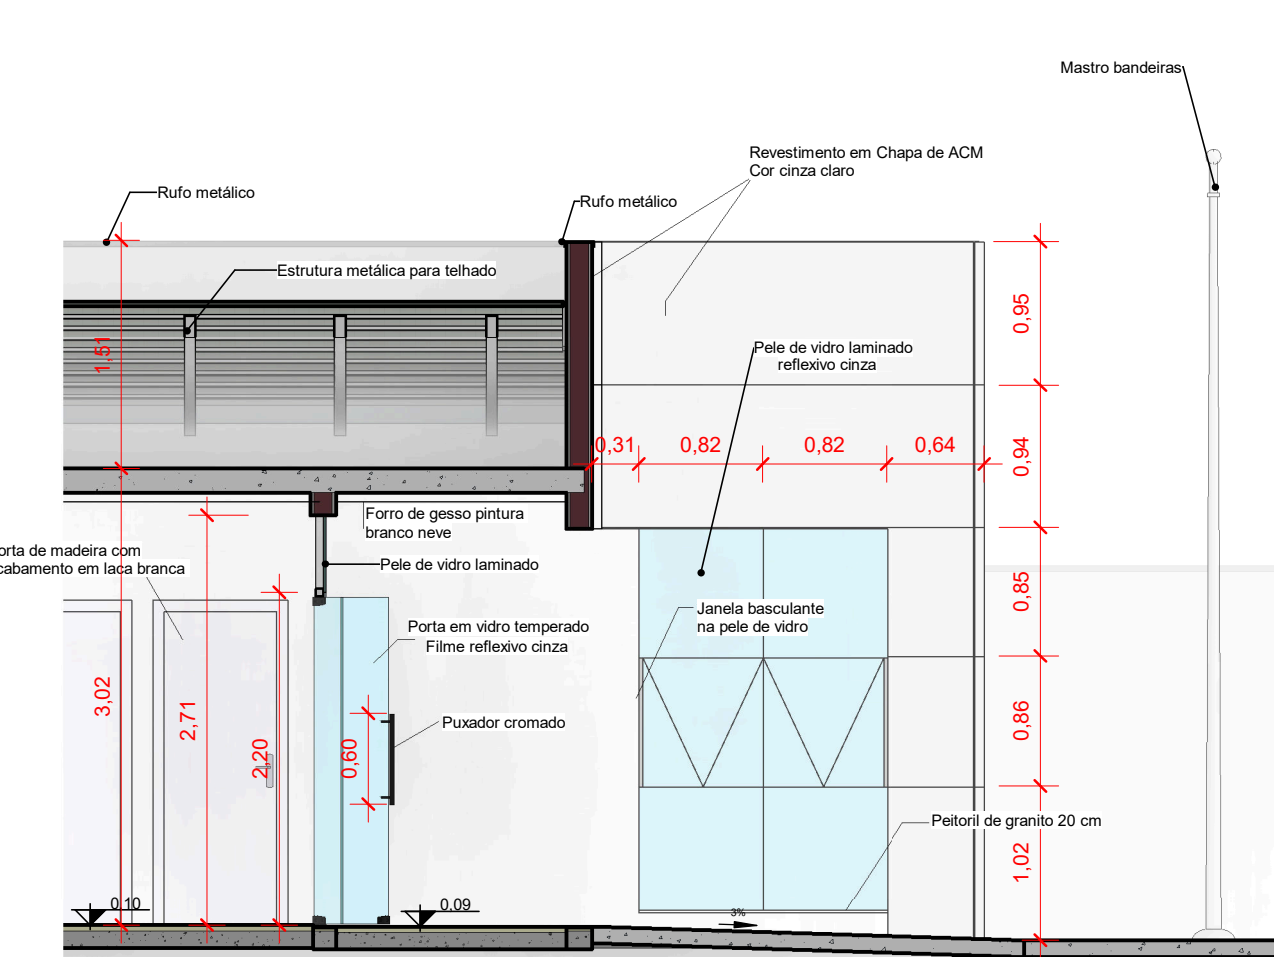 Mastro bandeiras
Revestimento em Chapa de ACM
Cor cinza claro
Rufo metálico
Rufo metálico
Estrutura metálica para telhado
0,95
1,51
Pele de vidro laminado
reflexivo cinza
0,31
0,82
0,82
0,64
0,94
Forro de gesso pintura
branco neve
orta de madeira com
cabamento em laca branca
Pele de vidro laminado
0,85
Janela basculante
na pele de vidro
Porta em vidro temperado
Filme reflexivo cinza
3,02
2,71
2,20
0,60
Puxador cromado
0,86
Peitoril de granito 20 cm
1,02
0,10
0,09
3%